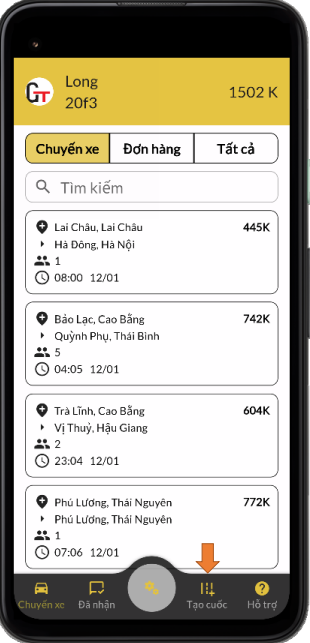 GT
Long
20f3
1502 K
Chuyến xe Đơn hàng Tất cả
Tìm kiếm
Lai Châu, Lai Châu 445K
Hà Đông, Hà Nội
1
08:00 12/01
Bảo Lạc, Cao Bằng 742K
Quỳnh Phụ, Thái Bình
5
04:05 12/01
Trà Lĩnh, Cao Bằng 604K
Vị Thuỷ, Hậu Giang
2
23:04 12/01
Phú Lương, Thái Nguyên 772K
Phú Lương, Thái Nguyên
1
07:06 12/01
Chuyến xe Đã nhận Tạo cuốc Hỗ trợ